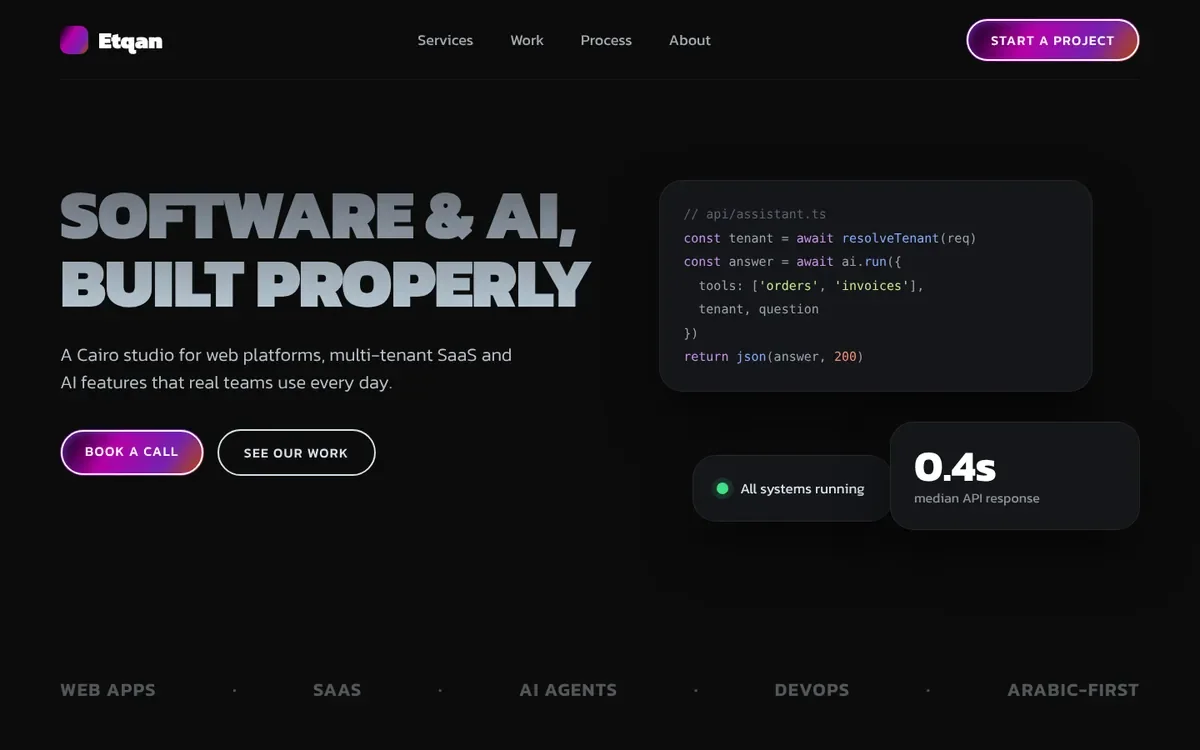 Etqan
Services
Work
Process
About
START A PROJECT
SOFTWARE & AI,
BUILT PROPERLY
A Cairo studio for web platforms, multi-tenant SaaS and
AI features that real teams use every day.
BOOK A CALL
SEE OUR WORK
// api/assistant.ts
const tenant = await resolveTenant(req)
const answer = await ai.run({
  tools: ['orders', 'invoices'],
  tenant, question
})
return json(answer, 200)
All systems running
0.4s
median API response
WEB APPS · SAAS · AI AGENTS · DEVOPS · ARABIC-FIRST